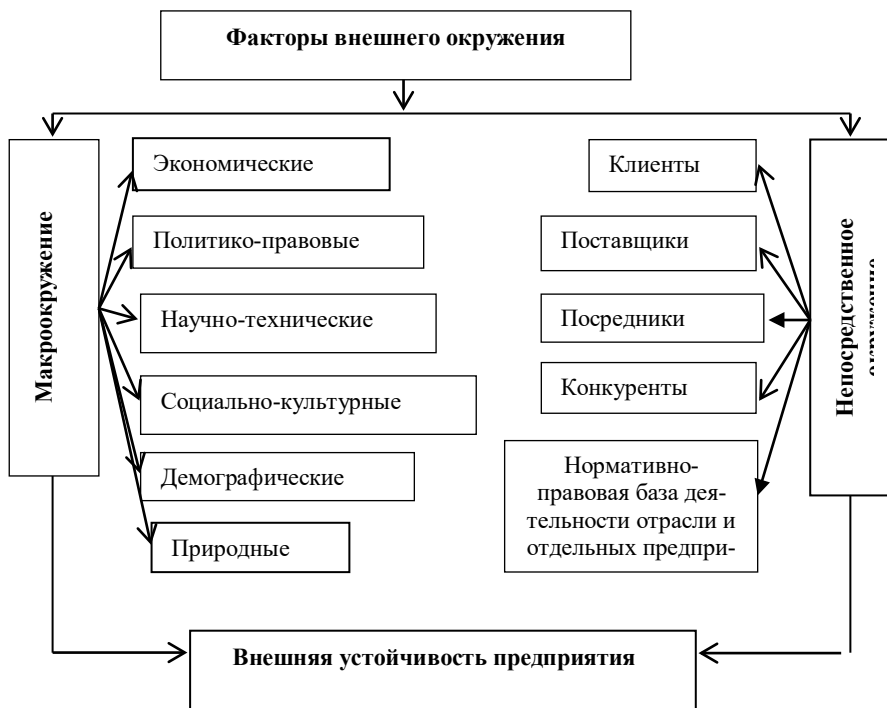 Факторы внешнего окружения
Макроокружение
Экономические
Политико-правовые
Научно-технические
Социально-культурные
Демографические
Природные
Клиенты
Поставщики
Посредники
Конкуренты
Нормативно-
правовая база дея-
тельности отрасли и
отдельных предпри-
Непосредственное
окружение
Внешняя устойчивость предприятия